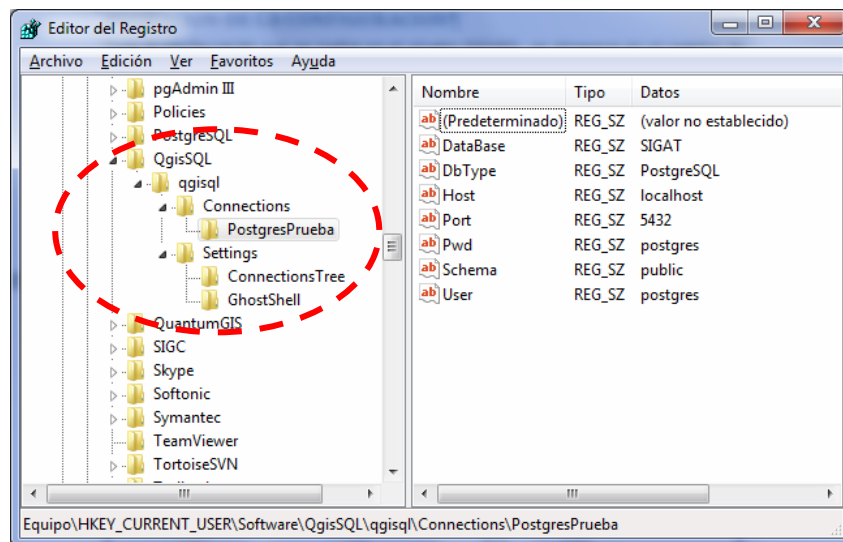 Editor del Registro
Archivo Edición Ver Favoritos Ayuda
pgAdmin III
Policies
PostgreSQL
QgisSQL
qgisql
Connections
PostgresPrueba
Settings
ConnectionsTree
GhostShell
QuantumGIS
SIGC
Skype
Softonic
Symantec
TeamViewer
TortoiseSVN
Nombre Tipo Datos
(Predeterminado) REG_SZ (valor no establecido)
DataBase REG_SZ SIGAT
DbType REG_SZ PostgreSQL
Host REG_SZ localhost
Port REG_SZ 5432
Pwd REG_SZ postgres
Schema REG_SZ public
User REG_SZ postgres
Equipo\HKEY_CURRENT_USER\Software\QgisSQL\qgisql\Connections\PostgresPrueba